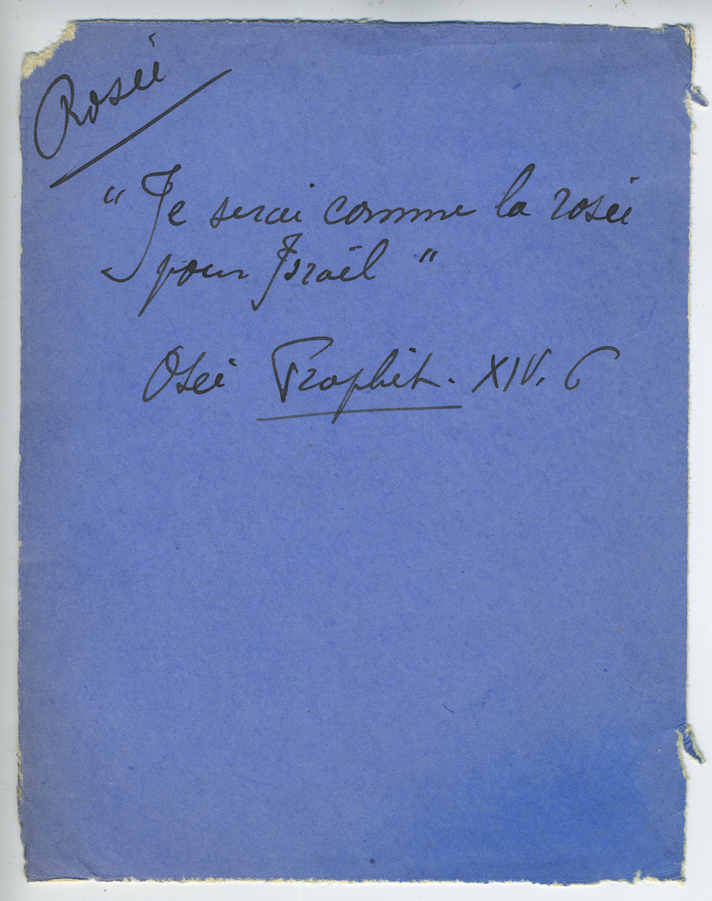 Rosée
"Je serai comme la rosée
pour Israël"
Osée Prophète. XIV. 6